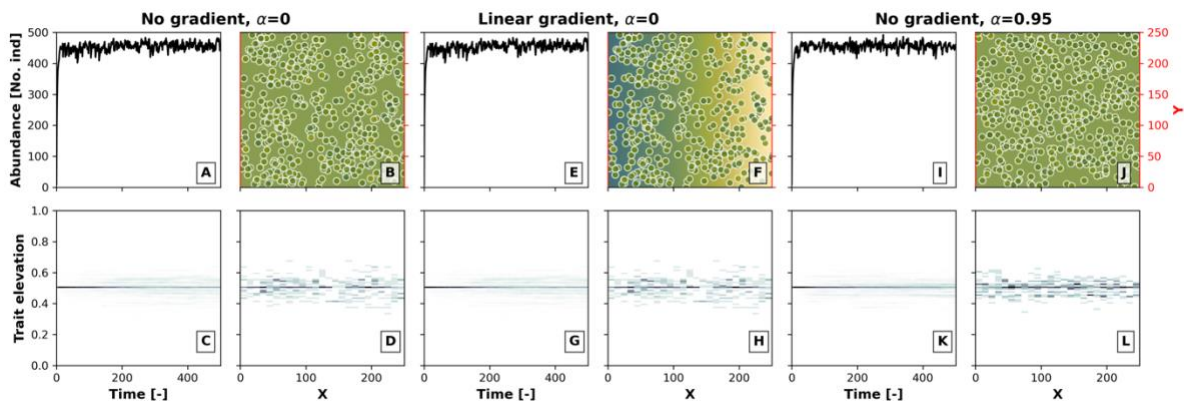 No gradient, α=0
Linear gradient, α=0
No gradient, α=0.95
Abundance [No. ind]
500
400
300
200
100
0
A
B
E
F
I
J
250
200
150
100
50
0
Y
Trait elevation
1.0
0.8
0.6
0.4
0.2
0.0
C
D
G
H
K
L
0 200 400
0 100 200
0 200 400
0 100 200
0 200 400
0 100 200
Time [-]
X
Time [-]
X
Time [-]
X